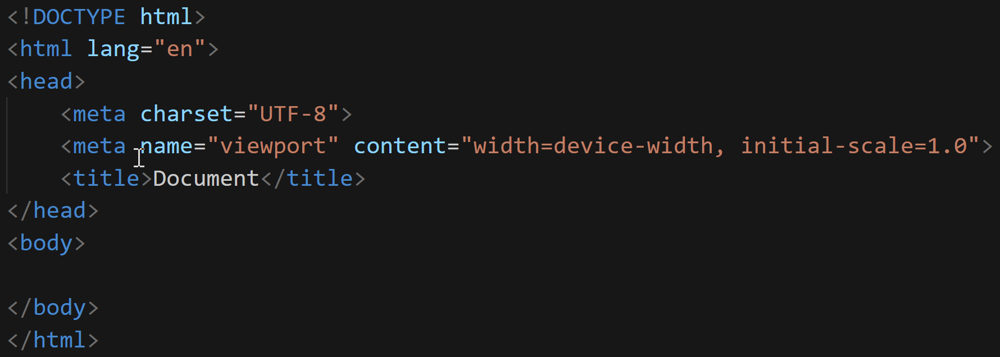 <!DOCTYPE html>
<html lang="en">
<head>
    <meta charset="UTF-8">
    <meta name="viewport" content="width=device-width, initial-scale=1.0">
    <title>Document</title>
</head>
<body>

</body>
</html>